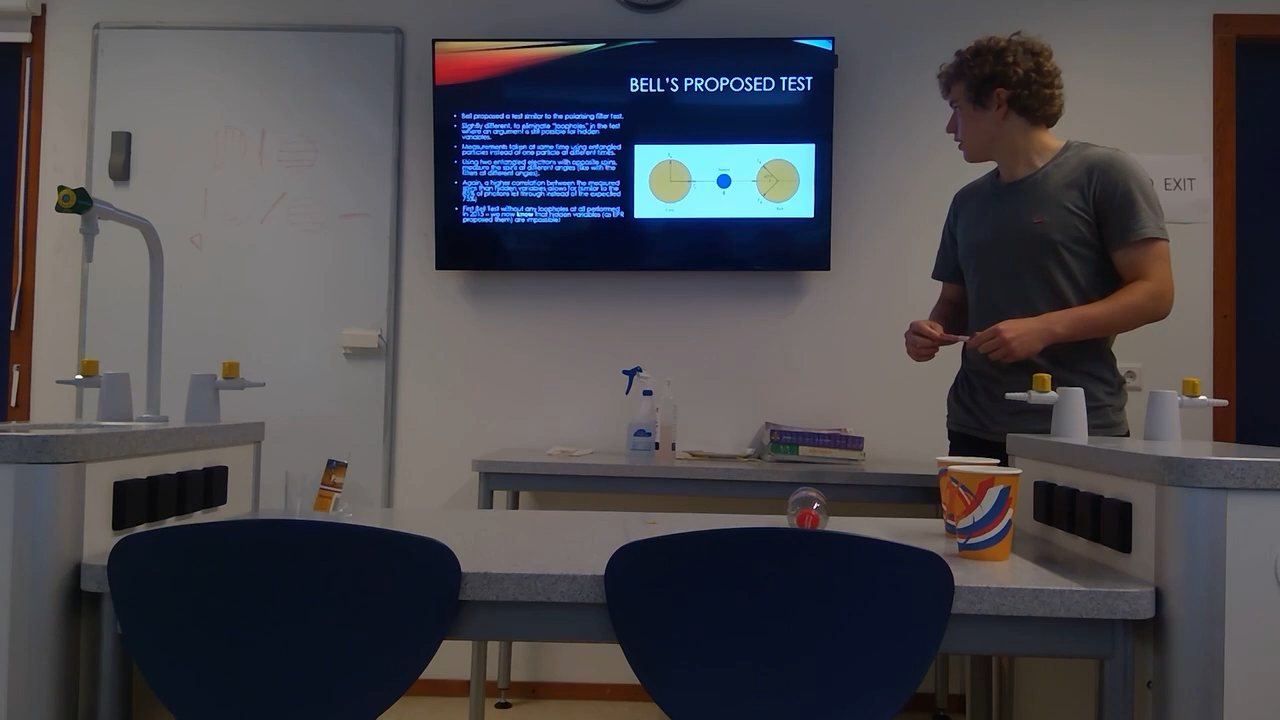 BELL'S PROPOSED TEST
• Bell proposed a test similar to the polarising filter test.
• Slightly different, to eliminate "loopholes" in the test
where an argument is still possible for hidden
variables.
• Measurements taken at same time using entangled
particles instead of one particle at different times.
• Using two entangled electrons with opposite spins,
measure the spins at different angles (like with the
filters at different angles).
• Again, a higher correlation between the measured
spins than hidden variables allows for (similar to the
of photons let through instead of the expected
• First Bell Test without any loopholes at all performed
in 2015 – we now know that hidden variables (as EPR
proposed them) are impossible!
EXIT